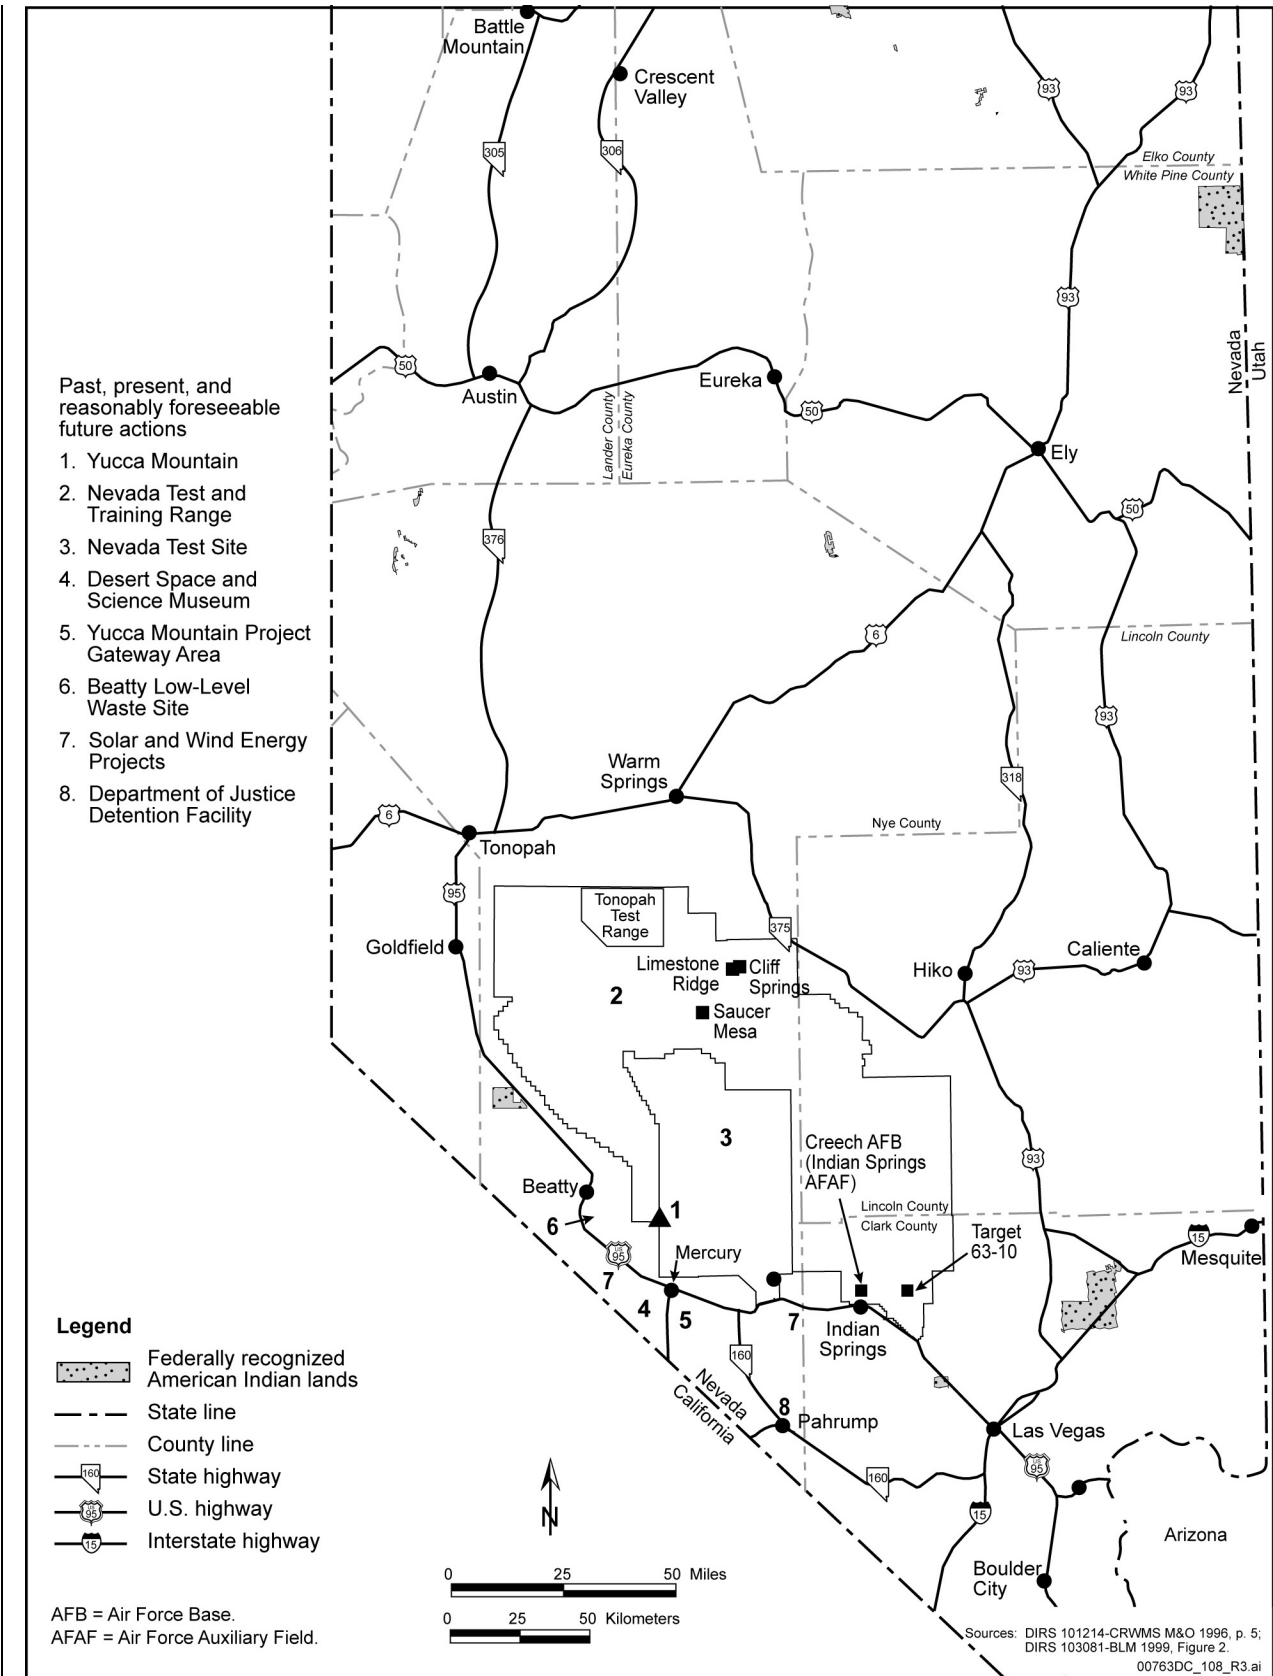 Battle
Mountain
Crescent
Valley
93
93
305
306
Elko County
White Pine County
93
Nevada
Utah
50
Austin
Eureka
50
Lander County
Eureka County
Ely
50
Past, present, and
reasonably foreseeable
future actions
1. Yucca Mountain
2. Nevada Test and
Training Range
3. Nevada Test Site
4. Desert Space and
Science Museum
5. Yucca Mountain Project
Gateway Area
6. Beatty Low-Level
Waste Site
7. Solar and Wind Energy
Projects
8. Department of Justice
Detention Facility
376
6
Lincoln County
93
Warm
Springs
318
6
Nye County
Tonopah
95
Tonopah
Test
Range
375
Goldfield
Limestone
Ridge
Cliff
Springs
Hiko
93
Caliente
2
Saucer
Mesa
3
Creech AFB
(Indian Springs
AFAF)
93
Beatty
6
1
Lincoln County
Clark County
Target
63-10
15
Mesquite
US
95
Mercury
7
4
5
7
Indian
Springs
160
Nevada
California
8
Pahrump
Las Vegas
160
US
95
15
Arizona
Boulder
City
Legend
Federally recognized
American Indian lands
State line
County line
160
State highway
US
95
U.S. highway
15
Interstate highway
N
0 25 50 Miles
0 25 50 Kilometers
AFB = Air Force Base.
AFAF = Air Force Auxiliary Field.
Sources: DIRS 101214-CRWMS M&O 1996, p. 5;
DIRS 103081-BLM 1999, Figure 2.
00763DC_108_R3.ai